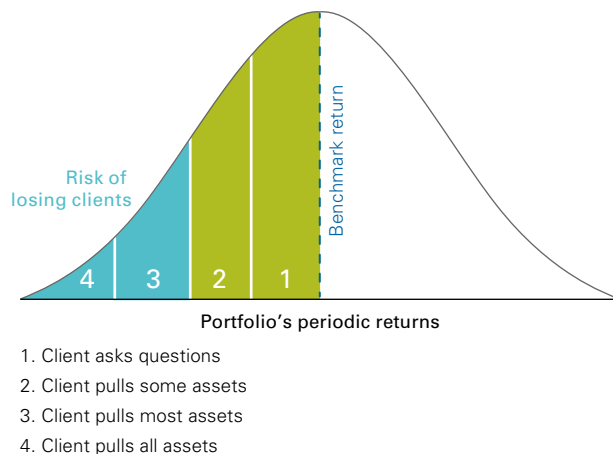 Risk of
losing clients
Benchmark return
4 3 2 1
Portfolio’s periodic returns
1. Client asks questions
2. Client pulls some assets
3. Client pulls most assets
4. Client pulls all assets